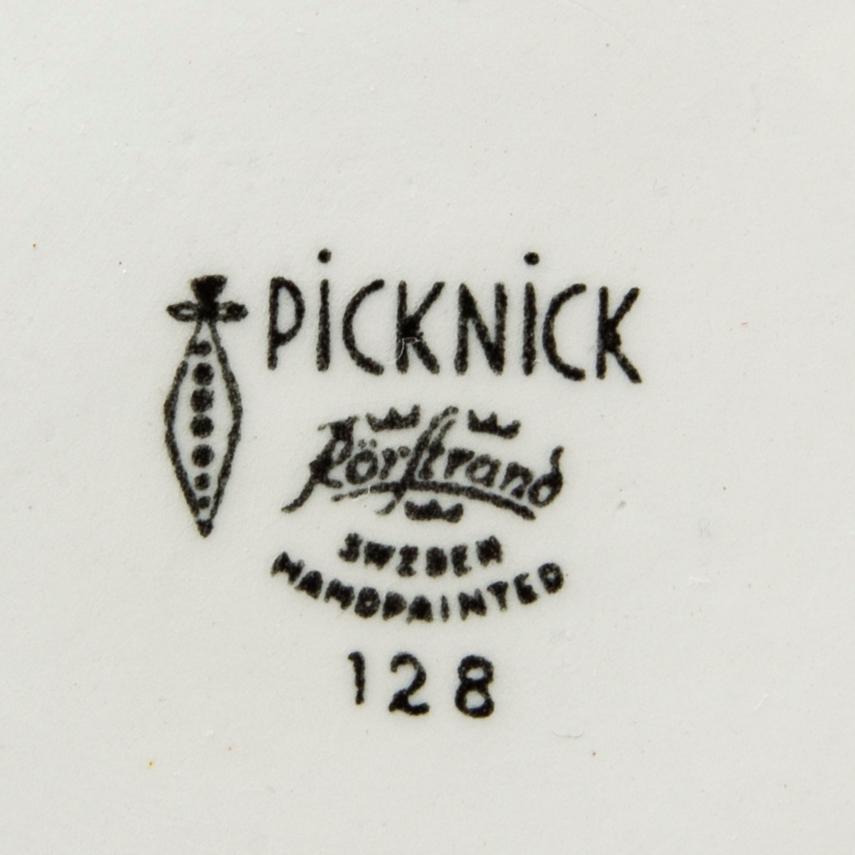 PiCKNiCK
Rörstrand
SWEDEN
HANDPAINTED
128